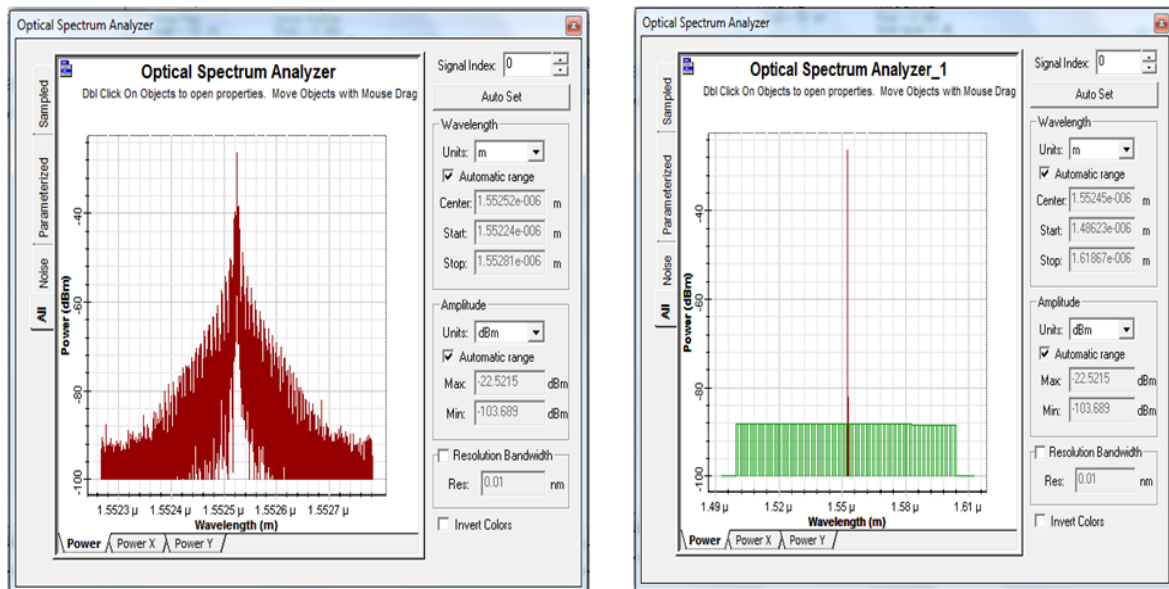 Optical Spectrum Analyzer
Optical Spectrum Analyzer
Dbl Click On Objects to open properties. Move Objects with Mouse Drag
Sampled
Parameterized
Noise
All
Power (dBm)
-40
-60
-80
-100
1.5523 µ 1.5524 µ 1.5525 µ 1.5526 µ 1.5527 µ
Wavelength (m)
Power Power X Power Y
Signal Index: 0
Auto Set
Wavelength
Units: m
Automatic range
Center: 1.55252e-006 m
Start: 1.55224e-006 m
Stop: 1.55281e-006 m
Amplitude
Units: dBm
Automatic range
Max: -22.5215 dBm
Min: -103.689 dBm
Resolution Bandwidth
Res: 0.01 nm
Invert Colors
Optical Spectrum Analyzer
Optical Spectrum Analyzer_1
Dbl Click On Objects to open properties. Move Objects with Mouse Drag
Sampled
Parameterized
Noise
All
Power (dBm)
-40
-60
-80
-100
1.49 µ 1.52 µ 1.55 µ 1.58 µ 1.61 µ
Wavelength (m)
Power Power X Power Y
Signal Index: 0
Auto Set
Wavelength
Units: m
Automatic range
Center: 1.55245e-006 m
Start: 1.48623e-006 m
Stop: 1.61867e-006 m
Amplitude
Units: dBm
Automatic range
Max: -22.5215 dBm
Min: -103.689 dBm
Resolution Bandwidth
Res: 0.01 nm
Invert Colors